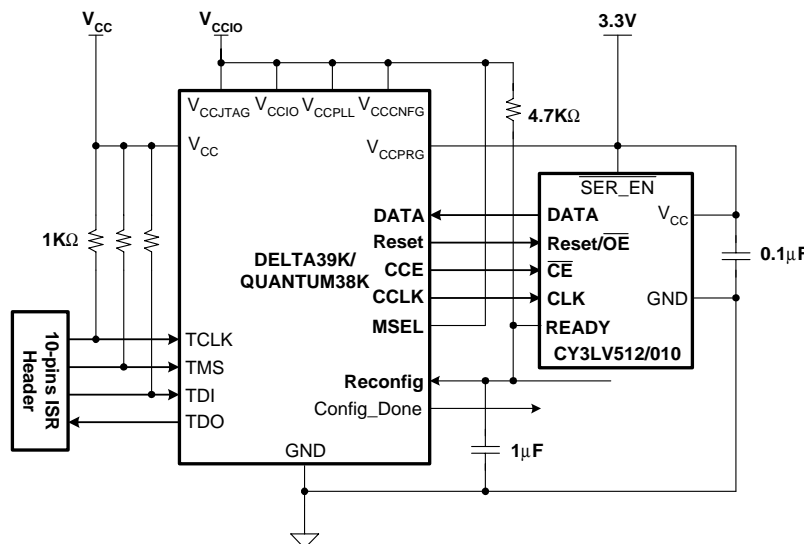 VCC
VCCIO
3.3V
VCCJTAG VCCIO VCCPLL VCCCNFG
4.7KΩ
VCC
VCCPRG
SER_EN
DATA
DATA
VCC
1KΩ
Reset
Reset/OE
DELTA39K/
QUANTUM38K
0.1μF
CCE
CE
CCLK
CLK
GND
MSEL
READY
CY3LV512/010
10-pins ISR
Header
TCLK
TMS
TDI
TDO
Reconfig
Config_Done
GND
1μF